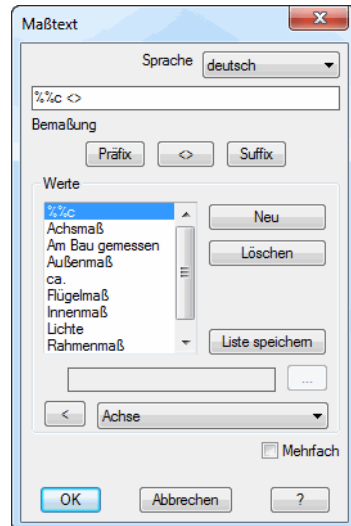 Maßtext
Sprache deutsch
%%c <>
Bemaßung
Präfix <> Suffix
Werte
%%c
Achsmaß
Am Bau gemessen
Außenmaß
ca.
Flügelmaß
Innenmaß
Lichte
Rahmenmaß
Neu
Löschen
Liste speichern
...
< Achse
Mehrfach
OK Abbrechen ?